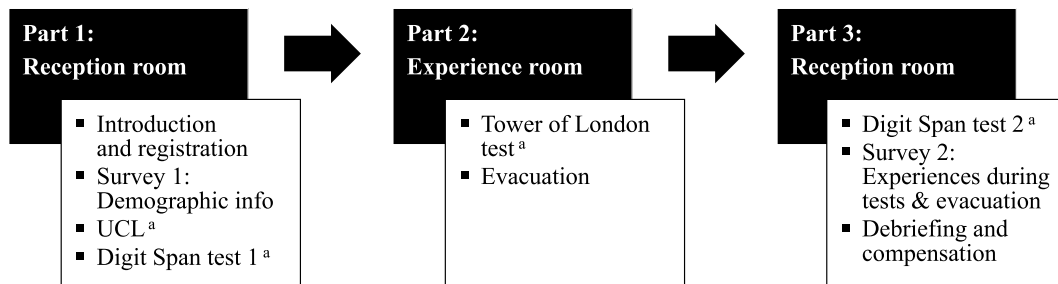 Part 1:
Reception room
▪ Introduction
and registration
▪ Survey 1:
Demographic info
▪ UCL ᵃ
▪ Digit Span test 1 ᵃ
Part 2:
Experience room
▪ Tower of London
test ᵃ
▪ Evacuation
Part 3:
Reception room
▪ Digit Span test 2 ᵃ
▪ Survey 2:
Experiences during
tests & evacuation
▪ Debriefing and
compensation